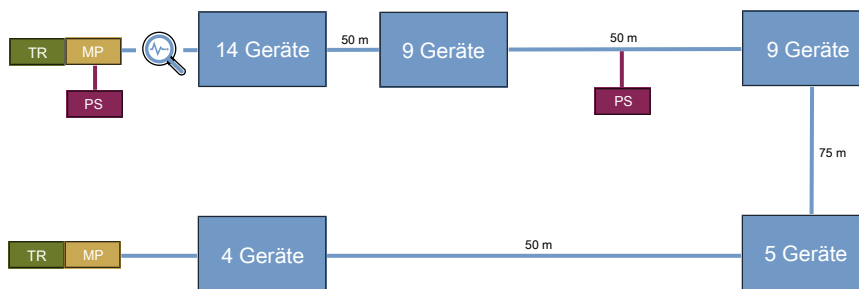 TR
MP
14 Geräte
50 m
9 Geräte
50 m
9 Geräte
PS
PS
75 m
TR
MP
4 Geräte
50 m
5 Geräte